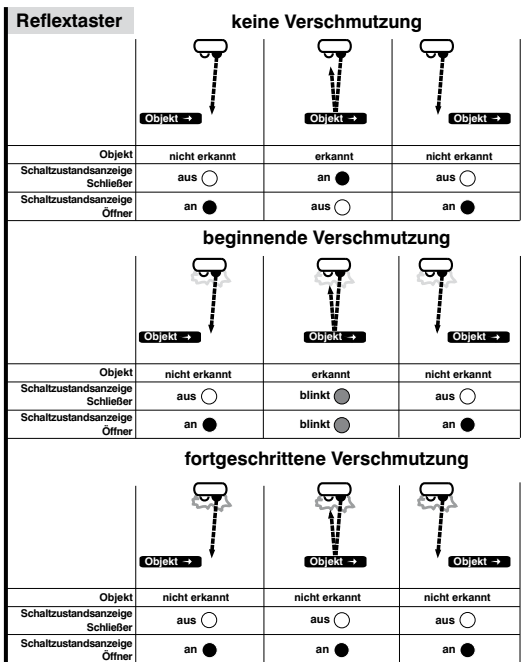 Reflextaster
keine Verschmutzung
Objekt → Objekt → Objekt →
Objekt nicht erkannt erkannt nicht erkannt
Schaltzustandsanzeige
Schließer aus an aus
Schaltzustandsanzeige
Öffner an aus an
beginnende Verschmutzung
Objekt → Objekt → Objekt →
Objekt nicht erkannt erkannt nicht erkannt
Schaltzustandsanzeige
Schließer aus blinkt aus
Schaltzustandsanzeige
Öffner an blinkt an
fortgeschrittene Verschmutzung
Objekt → Objekt → Objekt →
Objekt nicht erkannt nicht erkannt nicht erkannt
Schaltzustandsanzeige
Schließer aus aus aus
Schaltzustandsanzeige
Öffner an an an